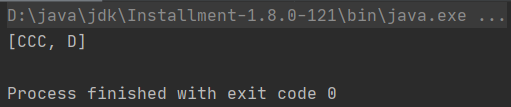 D:\java\jdk\Installment-1.8.0-121\bin\java.exe ...
[CCC, D]
Process finished with exit code 0